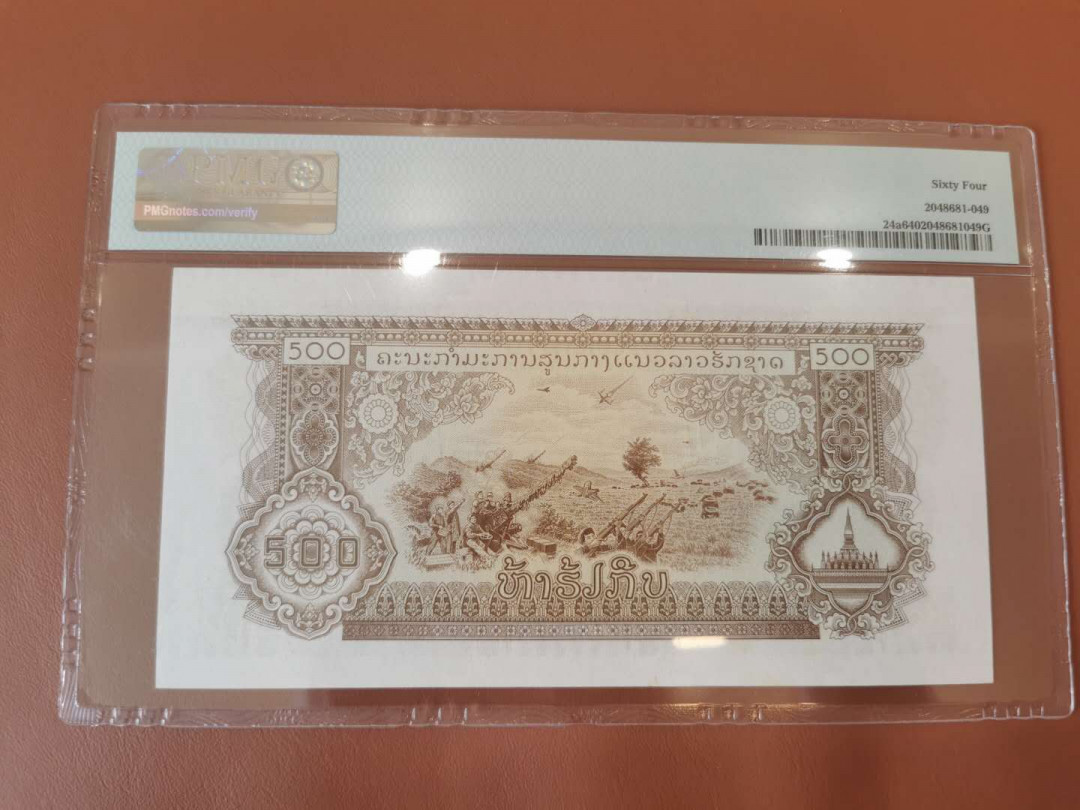 PMG
PMGnotes.com/verify
Sixty Four
2048681-049
24a6402048681049G
500
ຄະນະກຳມະການສູນກາງແນວລາວຮັກຊາດ
500
500
ຫ້າຮ້ອຍກີບ